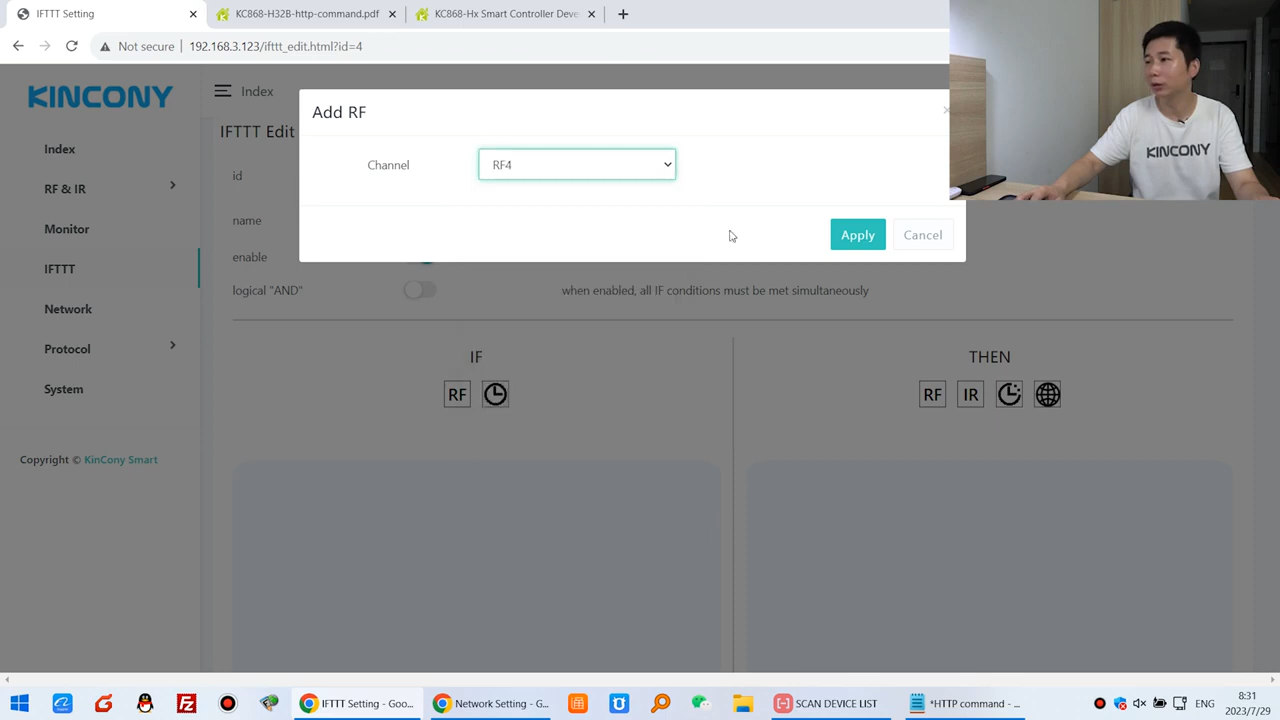 IFTTT Setting
KC868-H32B-http-command.pdf
KC868-Hx Smart Controller Deve
Not secure
192.168.3.123/ifttt_edit.html?id=4
KINCONY
Index
Add RF
IFTTT Edit
Index
Channel
RF4
KINCONY
id
RF & IR
name
Monitor
Apply
Cancel
enable
IFTTT
logical "AND"
when enabled, all IF conditions must be met simultaneously
Network
Protocol
IF
THEN
System
RF
RF
IR
Copyright © KinCony Smart
IFTTT Setting - Goo...
Network Setting - G...
SCAN DEVICE LIST
*HTTP command - ...
ENG
8:31
2023/7/29